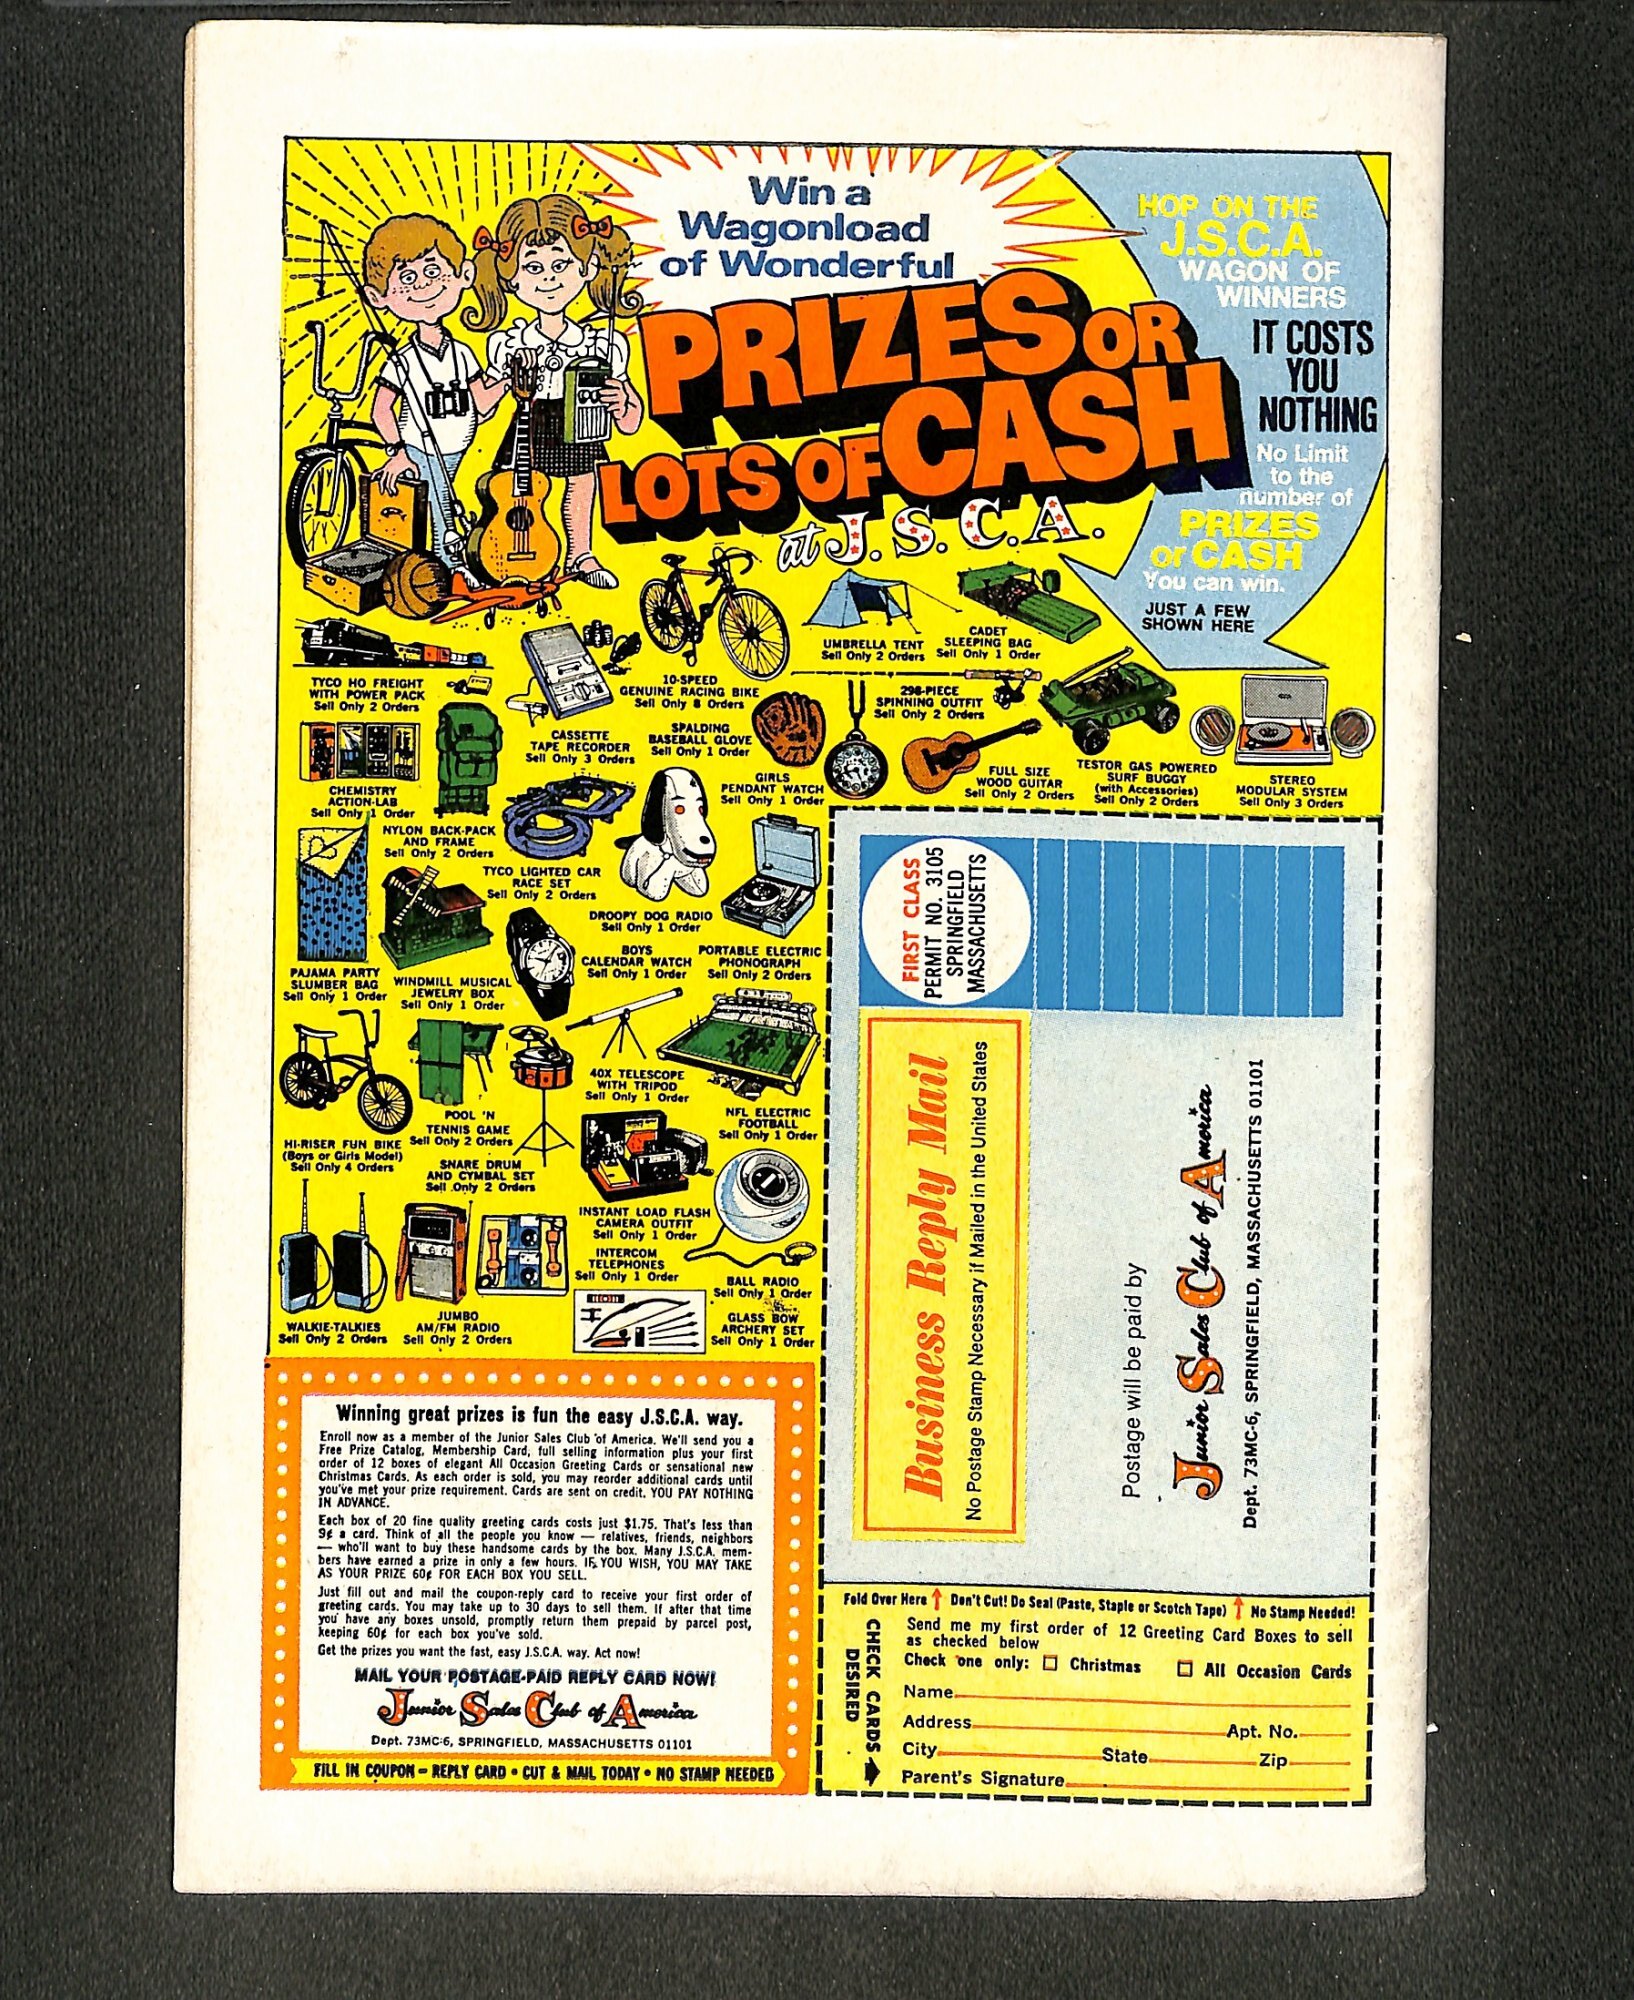 Win a
Wagonload
of Wonderful
PRIZES OR
LOTS OF CASH
at J.S.C.A.
HOP ON THE
J.S.C.A.
WAGON OF
WINNERS
IT COSTS
YOU
NOTHING
No Limit
to the
number of
PRIZES
or CASH
You can win.
JUST A FEW
SHOWN HERE
UMBRELLA TENT
Sell Only 2 Orders
CADET
SLEEPING BAG
Sell Only 1 Order
TYCO HO FREIGHT
WITH POWER PACK
Sell Only 2 Orders
10-SPEED
GENUINE RACING BIKE
Sell Only 8 Orders
298-PIECE
SPINNING OUTFIT
Sell Only 2 Orders
CASSETTE
TAPE RECORDER
Sell Only 3 Orders
SPALDING
BASEBALL GLOVE
Sell Only 1 Order
CHEMISTRY
ACTION-LAB
Sell Only 1 Order
GIRLS
PENDANT WATCH
Sell Only 1 Order
FULL SIZE
WOOD GUITAR
Sell Only 2 Orders
TESTOR GAS POWERED
SURF BUGGY
(with Accessories)
Sell Only 2 Orders
STEREO
MODULAR SYSTEM
Sell Only 3 Orders
NYLON BACK-PACK
AND FRAME
Sell Only 2 Orders
TYCO LIGHTED CAR
RACE SET
Sell Only 2 Orders
DROOPY DOG RADIO
Sell Only 1 Order
BOYS
CALENDAR WATCH
Sell Only 1 Order
PORTABLE ELECTRIC
PHONOGRAPH
Sell Only 2 Orders
PAJAMA PARTY
SLUMBER BAG
Sell Only 1 Order
WINDMILL MUSICAL
JEWELRY BOX
Sell Only 1 Order
40X TELESCOPE
WITH TRIPOD
Sell Only 1 Order
NFL ELECTRIC
FOOTBALL
Sell Only 1 Order
HI-RISER FUN BIKE
(Boys or Girls Model)
Sell Only 4 Orders
POOL 'N
TENNIS GAME
Sell Only 2 Orders
SNARE DRUM
AND CYMBAL SET
Sell Only 2 Orders
INSTANT LOAD FLASH
CAMERA OUTFIT
Sell Only 1 Order
INTERCOM
TELEPHONES
Sell Only 1 Order
BALL RADIO
Sell Only 1 Order
WALKIE-TALKIES
Sell Only 2 Orders
JUMBO
AM/FM RADIO
Sell Only 2 Orders
GLASS BOW
ARCHERY SET
Sell Only 1 Order
FIRST CLASS
PERMIT NO. 3105
SPRINGFIELD
MASSACHUSETTS
Business Reply Mail
No Postage Stamp Necessary if Mailed in the United States
Postage will be paid by
Junior Sales Club of America
Dept. 73MC-6, SPRINGFIELD, MASSACHUSETTS 01101
Winning great prizes is fun the easy J.S.C.A. way.
Enroll now as a member of the Junior Sales Club of America. We'll send you a
Free Prize Catalog, Membership Card, full selling information plus your first
order of 12 boxes of elegant All Occasion Greeting Cards or sensational new
Christmas Cards. As each order is sold, you may reorder additional cards until
you've met your prize requirement. Cards are sent on credit. YOU PAY NOTHING
IN ADVANCE.
Each box of 20 fine quality greeting cards costs just $1.75. That's less than
9¢ a card. Think of all the people you know — relatives, friends, neighbors
— who'll want to buy these handsome cards by the box. Many J.S.C.A. mem-
bers have earned a prize in only a few hours. IF YOU WISH, YOU MAY TAKE
AS YOUR PRIZE 60¢ FOR EACH BOX YOU SELL.
Just fill out and mail the coupon-reply card to receive your first order of
greeting cards. You may take up to 30 days to sell them. If after that time
you have any boxes unsold, promptly return them prepaid by parcel post,
keeping 60¢ for each box you've sold.
Get the prizes you want the fast, easy J.S.C.A. way. Act now!
MAIL YOUR POSTAGE-PAID REPLY CARD NOW!
Junior Sales Club of America
Dept. 73MC-6, SPRINGFIELD, MASSACHUSETTS 01101
FILL IN COUPON – REPLY CARD • CUT & MAIL TODAY • NO STAMP NEEDED
Fold Over Here ↑ Don't Cut! Do Seal (Paste, Staple or Scotch Tape) ↑ No Stamp Needed!
CHECK CARDS
DESIRED
Send me my first order of 12 Greeting Card Boxes to sell
as checked below
Check one only: □ Christmas □ All Occasion Cards
Name
Address Apt. No.
City State Zip
Parent's Signature